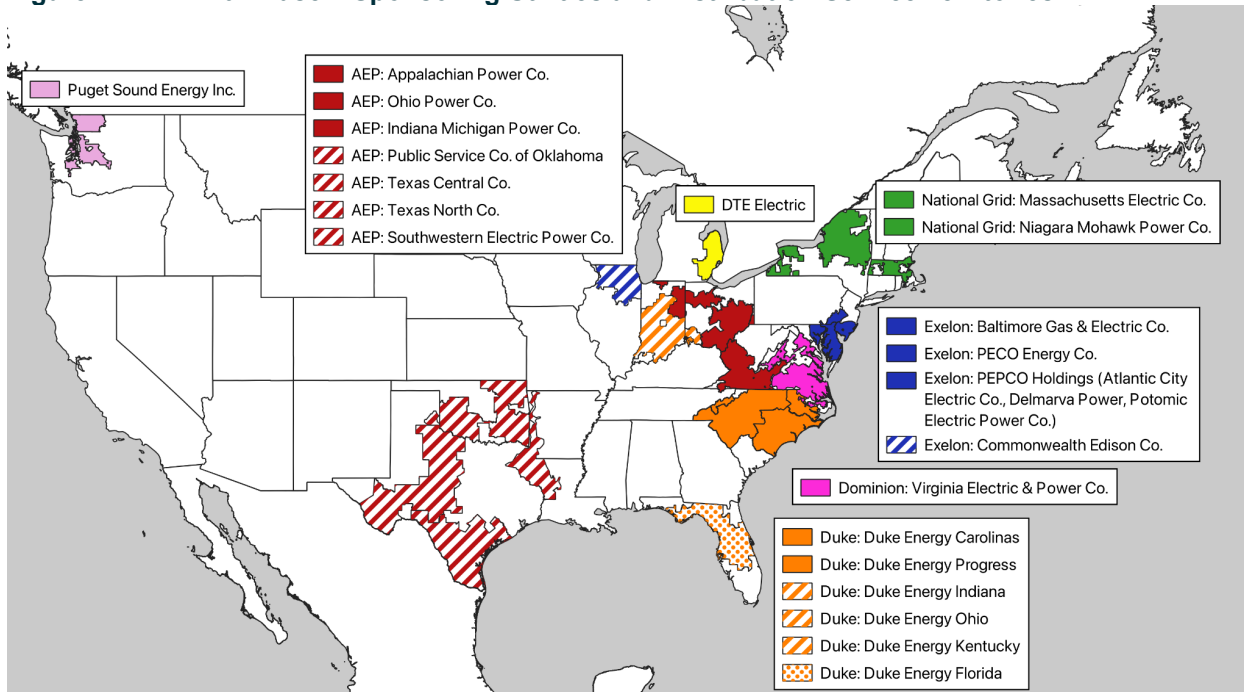 Puget Sound Energy Inc.
AEP: Appalachian Power Co.
AEP: Ohio Power Co.
AEP: Indiana Michigan Power Co.
AEP: Public Service Co. of Oklahoma
AEP: Texas Central Co.
AEP: Texas North Co.
AEP: Southwestern Electric Power Co.
DTE Electric
National Grid: Massachusetts Electric Co.
National Grid: Niagara Mohawk Power Co.
Exelon: Baltimore Gas & Electric Co.
Exelon: PECO Energy Co.
Exelon: PEPCO Holdings (Atlantic City
Electric Co., Delmarva Power, Potomic
Electric Power Co.)
Exelon: Commonwealth Edison Co.
Dominion: Virginia Electric & Power Co.
Duke: Duke Energy Carolinas
Duke: Duke Energy Progress
Duke: Duke Energy Indiana
Duke: Duke Energy Ohio
Duke: Duke Energy Kentucky
Duke: Duke Energy Florida